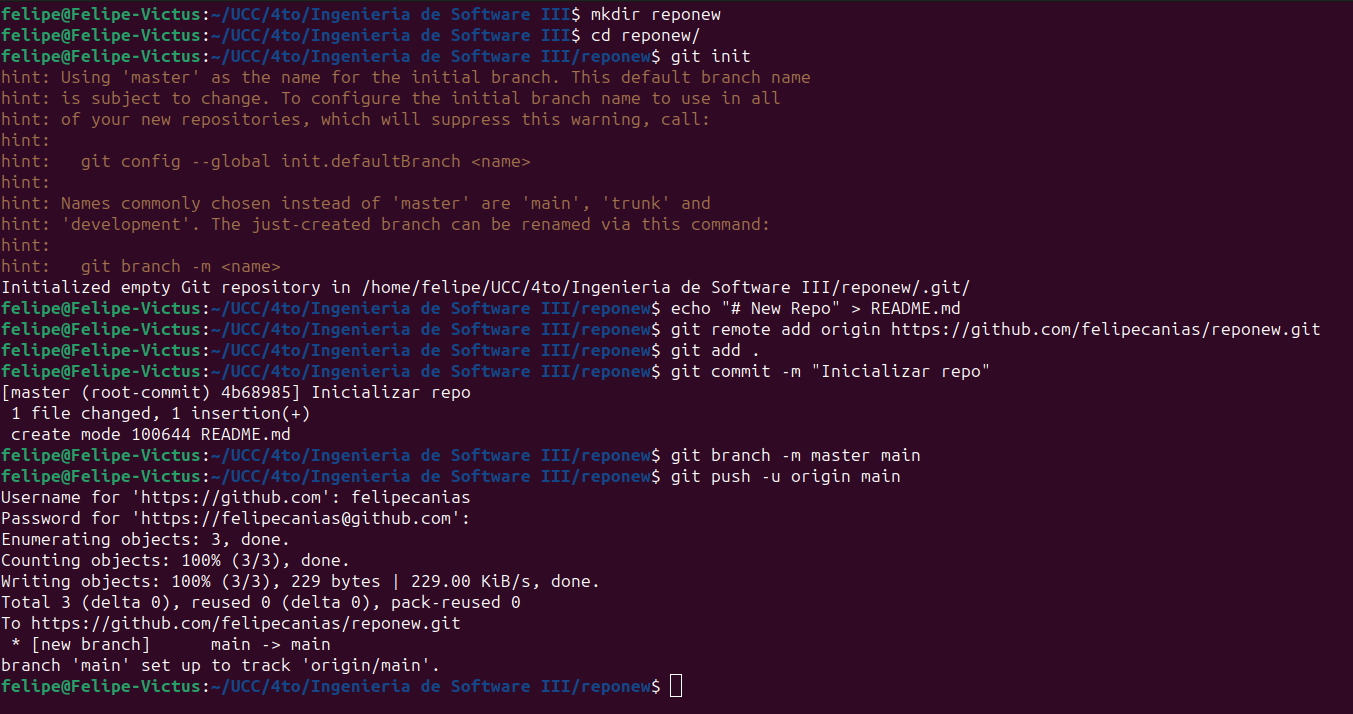 felipe@Felipe-Victus:~/UCC/4to/Ingenieria de Software III$ mkdir reponew
felipe@Felipe-Victus:~/UCC/4to/Ingenieria de Software III$ cd reponew/
felipe@Felipe-Victus:~/UCC/4to/Ingenieria de Software III/reponew$ git init
hint: Using 'master' as the name for the initial branch. This default branch name
hint: is subject to change. To configure the initial branch name to use in all
hint: of your new repositories, which will suppress this warning, call:
hint:
hint:   git config --global init.defaultBranch <name>
hint:
hint: Names commonly chosen instead of 'master' are 'main', 'trunk' and
hint: 'development'. The just-created branch can be renamed via this command:
hint:
hint:   git branch -m <name>
Initialized empty Git repository in /home/felipe/UCC/4to/Ingenieria de Software III/reponew/.git/
felipe@Felipe-Victus:~/UCC/4to/Ingenieria de Software III/reponew$ echo "# New Repo" > README.md
felipe@Felipe-Victus:~/UCC/4to/Ingenieria de Software III/reponew$ git remote add origin https://github.com/felipecanias/reponew.git
felipe@Felipe-Victus:~/UCC/4to/Ingenieria de Software III/reponew$ git add .
felipe@Felipe-Victus:~/UCC/4to/Ingenieria de Software III/reponew$ git commit -m "Inicializar repo"
[master (root-commit) 4b68985] Inicializar repo
 1 file changed, 1 insertion(+)
 create mode 100644 README.md
felipe@Felipe-Victus:~/UCC/4to/Ingenieria de Software III/reponew$ git branch -m master main
felipe@Felipe-Victus:~/UCC/4to/Ingenieria de Software III/reponew$ git push -u origin main
Username for 'https://github.com': felipecanias
Password for 'https://felipecanias@github.com':
Enumerating objects: 3, done.
Counting objects: 100% (3/3), done.
Writing objects: 100% (3/3), 229 bytes | 229.00 KiB/s, done.
Total 3 (delta 0), reused 0 (delta 0), pack-reused 0
To https://github.com/felipecanias/reponew.git
 * [new branch]      main -> main
branch 'main' set up to track 'origin/main'.
felipe@Felipe-Victus:~/UCC/4to/Ingenieria de Software III/reponew$